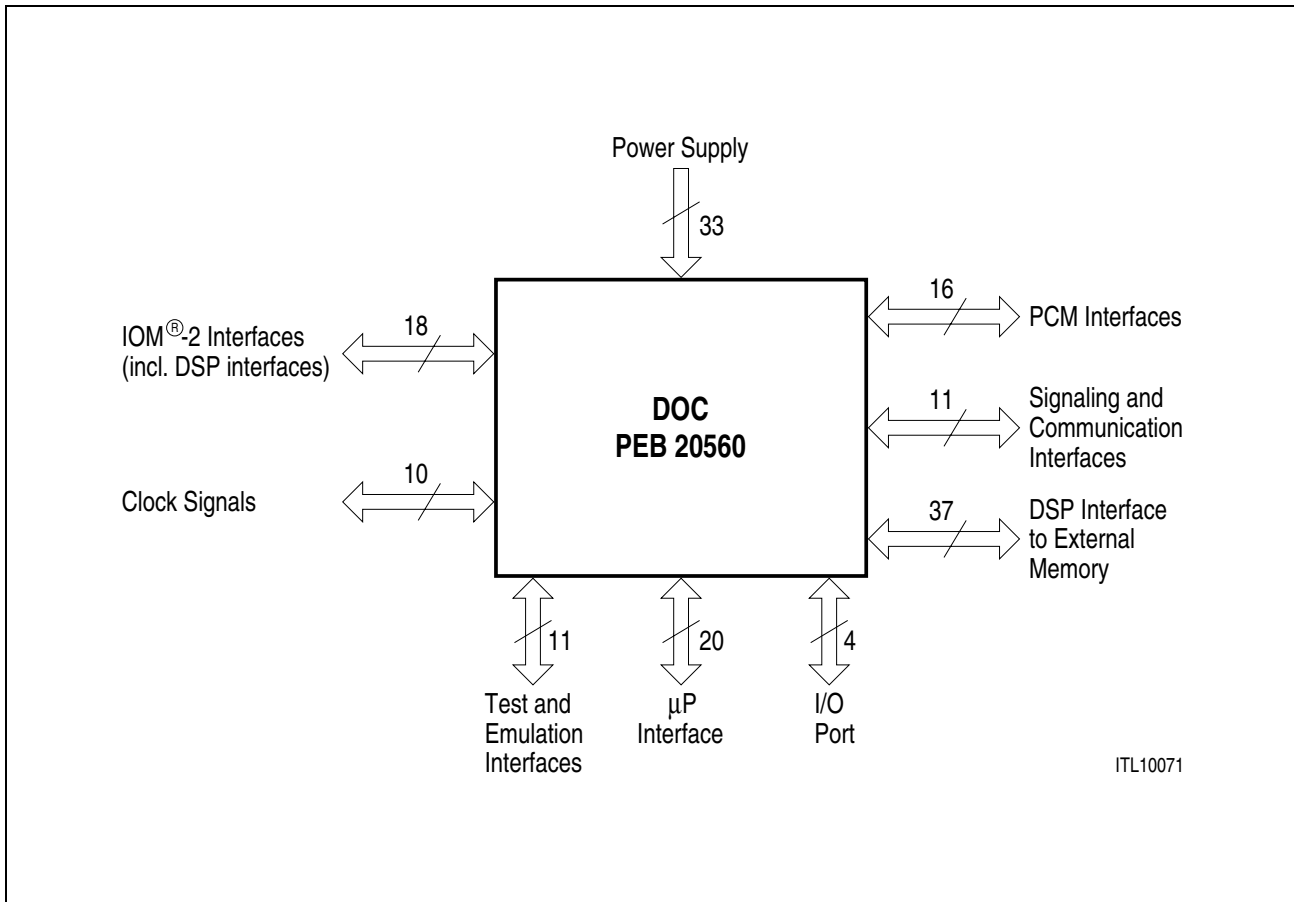 Power Supply
33
IOM®-2 Interfaces
(incl. DSP interfaces)
18
16
PCM Interfaces
DOC
PEB 20560
11
Signaling and
Communication
Interfaces
Clock Signals
10
37
DSP Interface
to External
Memory
11
20
4
Test and
Emulation
Interfaces
µP
Interface
I/O
Port
ITL10071